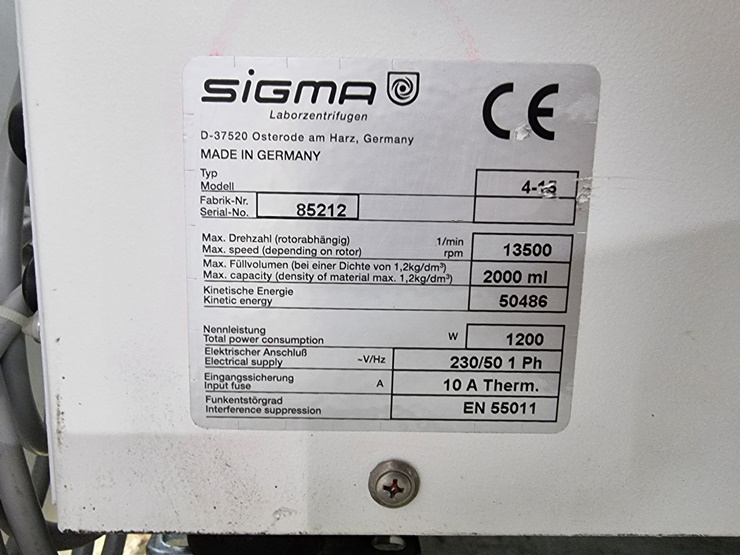 sigma
Laborzentrifugen
D-37520 Osterode am Harz, Germany
MADE IN GERMANY
CE
Typ
Modell
Fabrik-Nr.
Serial-No. 85212
Max. Drehzahl (rotorabhängig) 1/min
Max. speed (depending on rotor) rpm 13500
Max. Füllvolumen (bei einer Dichte von 1,2kg/dm³)
Max. capacity (density of material max. 1,2kg/dm³) 2000 ml
Kinetische Energie
Kinetic energy 50486
Nennleistung
Total power consumption W 1200
Elektrischer Anschluß
Electrical supply ~V/Hz 230/50 1 Ph
Eingangssicherung
Input fuse A 10 A Therm.
Funkentstörgrad
Interference suppression EN 55011